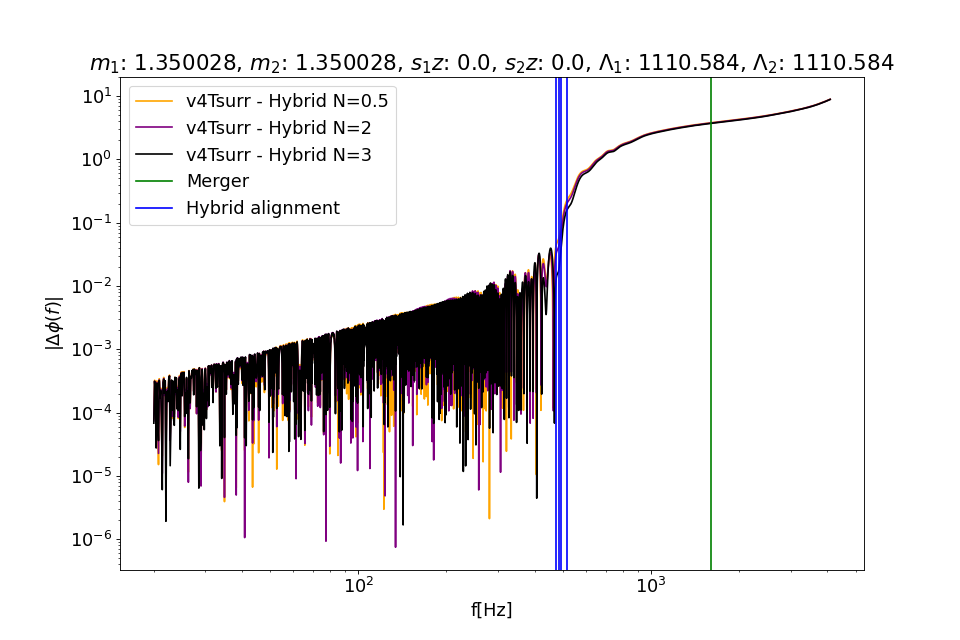 m₁: 1.350028, m₂: 1.350028, s₁z: 0.0, s₂z: 0.0, Λ₁: 1110.584, Λ₂: 1110.584
v4Tsurr - Hybrid N=0.5
v4Tsurr - Hybrid N=2
v4Tsurr - Hybrid N=3
Merger
Hybrid alignment
|Δϕ(f)|
10¹
10⁰
10⁻¹
10⁻²
10⁻³
10⁻⁴
10⁻⁵
10⁻⁶
10² 10³
f[Hz]